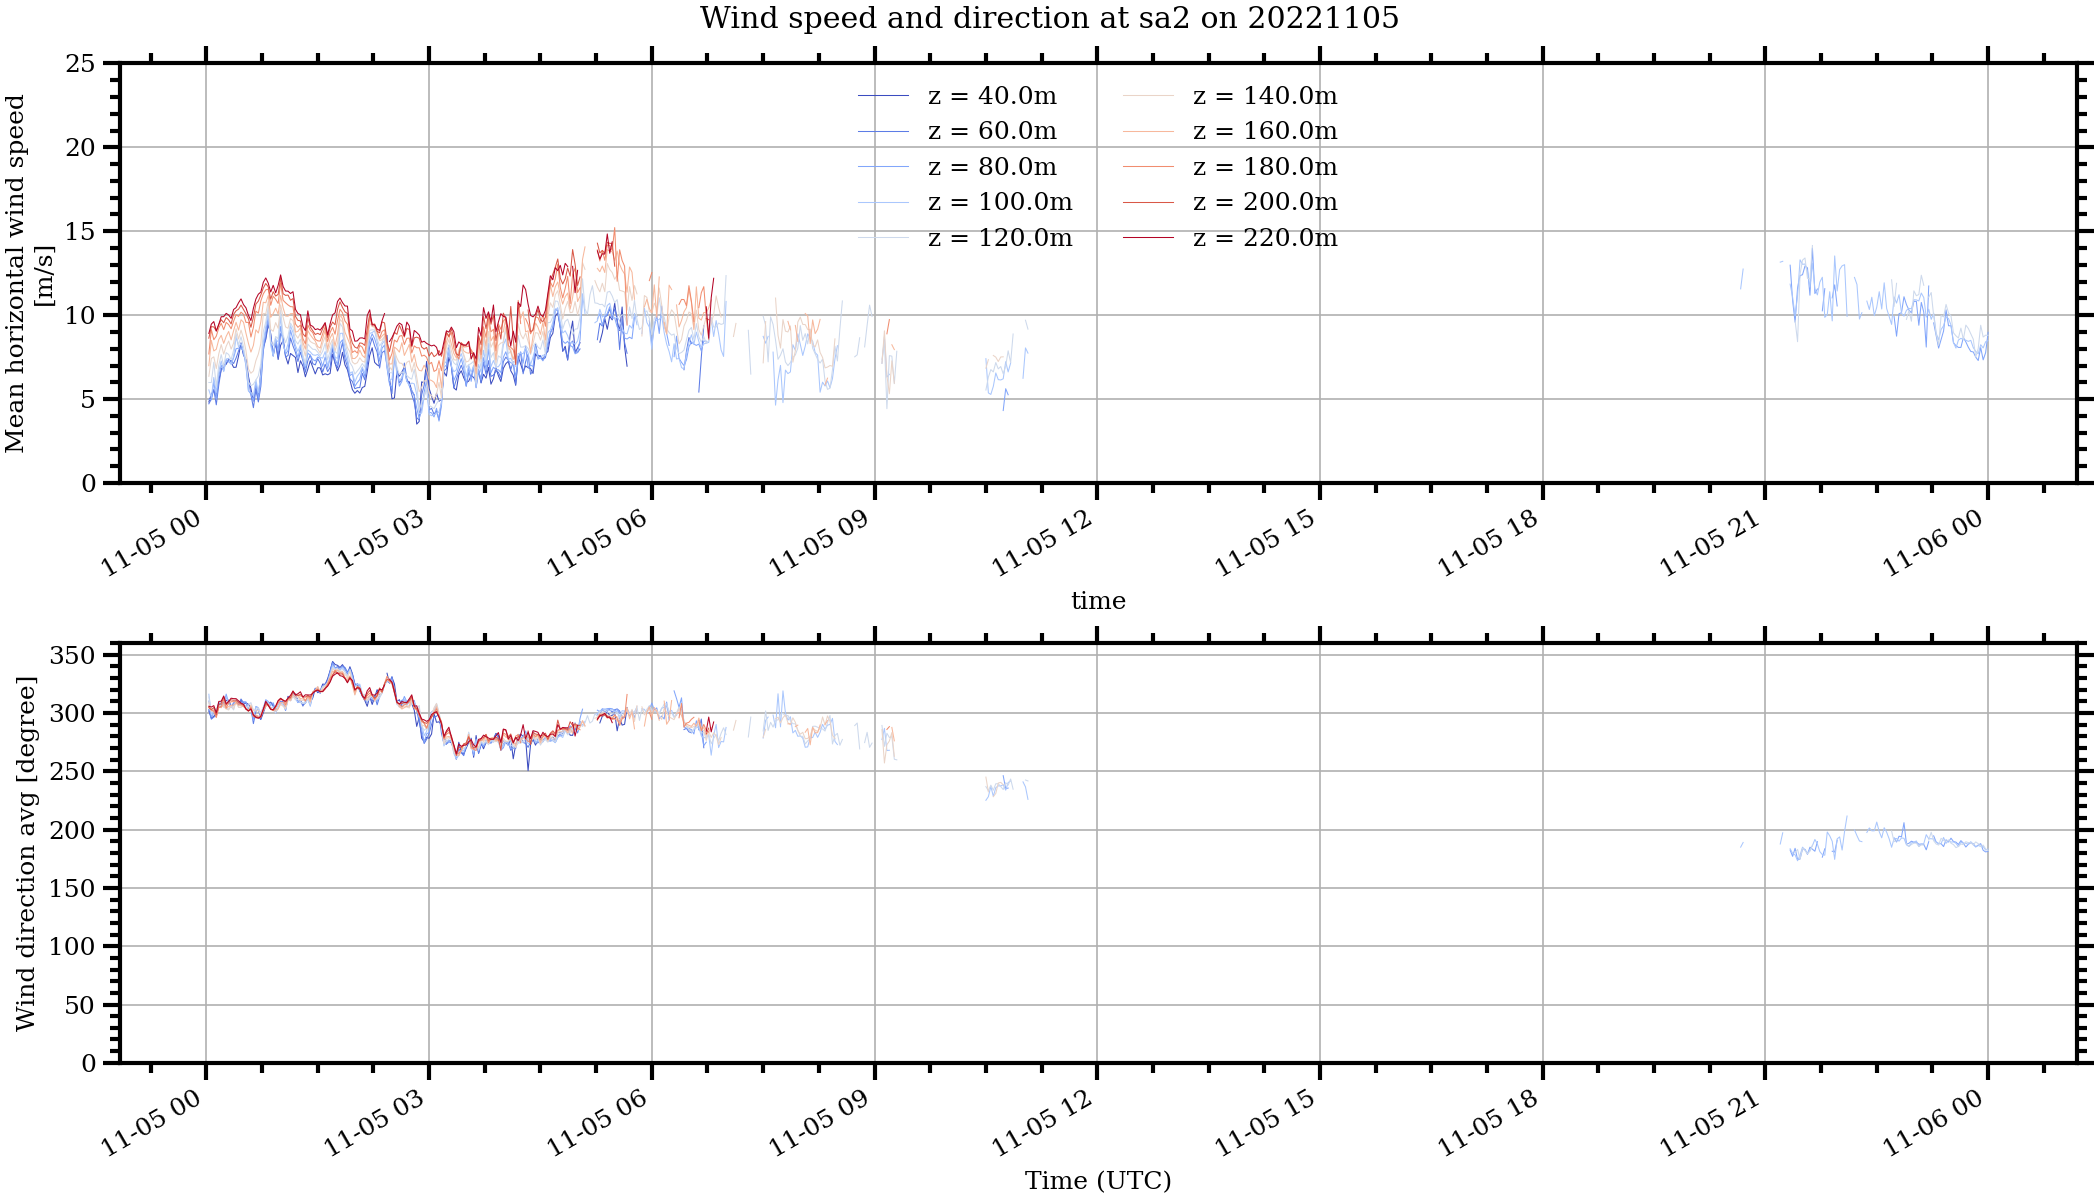 Wind speed and direction at sa2 on 20221105
Mean horizontal wind speed
[m/s]
25
20
15
10
5
0
z = 40.0m
z = 60.0m
z = 80.0m
z = 100.0m
z = 120.0m
z = 140.0m
z = 160.0m
z = 180.0m
z = 200.0m
z = 220.0m
11-05 00
11-05 03
11-05 06
11-05 09
11-05 12
11-05 15
11-05 18
11-05 21
11-06 00
time
Wind direction avg [degree]
350
300
250
200
150
100
50
0
11-05 00
11-05 03
11-05 06
11-05 09
11-05 12
11-05 15
11-05 18
11-05 21
11-06 00
Time (UTC)